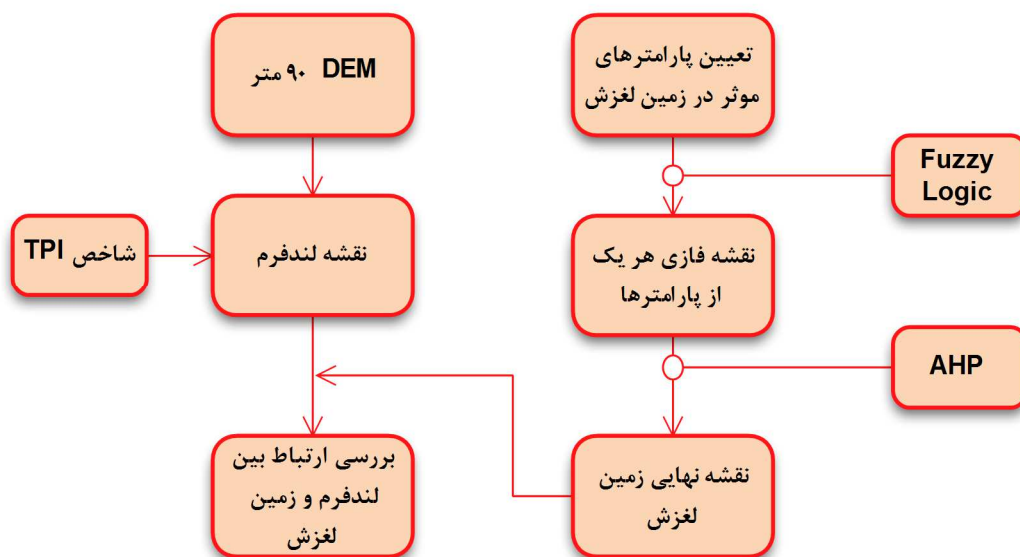 DEM ۹۰ متر
تعیین پارامترهای
موثر در زمین لغزش
Fuzzy
Logic
شاخص TPI
نقشه لندفرم
نقشه فازی هر یک
از پارامترها
AHP
بررسی ارتباط بین
لندفرم و زمین
لغزش
نقشه نهایی زمین
لغزش